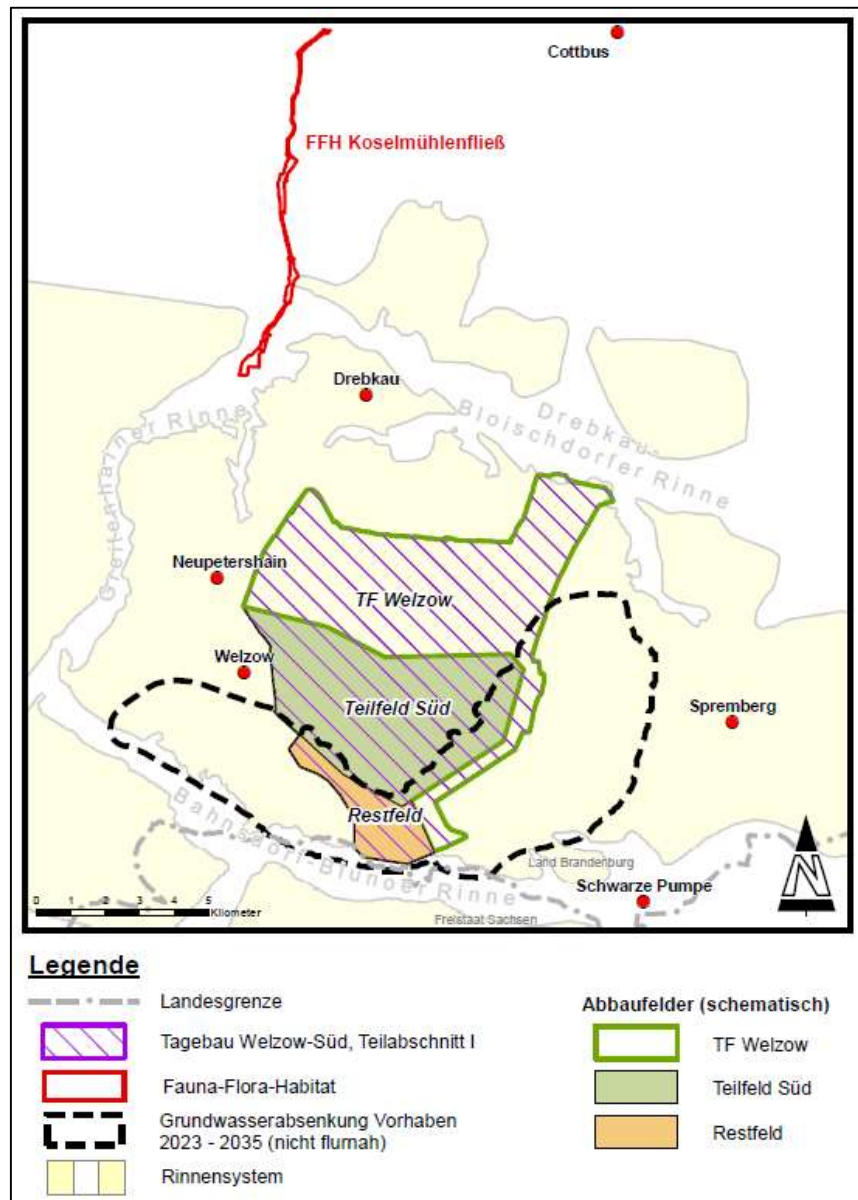 Cottbus
FFH Koselmühlenfließ
Drebkau
Drebkau-
Bloischdorfer Rinne
Greifenhainer Rinne
Neupetershain
TF Welzow
Welzow
Teilfeld Süd
Spremberg
Restfeld
Bahnsdorf-Blunoer Rinne
Land Brandenburg
Schwarze Pumpe
Freistaat Sachsen
0 1 2 3 4 5
Kilometer
N
Legende
Landesgrenze
Tagebau Welzow-Süd, Teilabschnitt I
Fauna-Flora-Habitat
Grundwasserabsenkung Vorhaben
2023 - 2035 (nicht flurnah)
Rinnensystem
Abbaufelder (schematisch)
TF Welzow
Teilfeld Süd
Restfeld